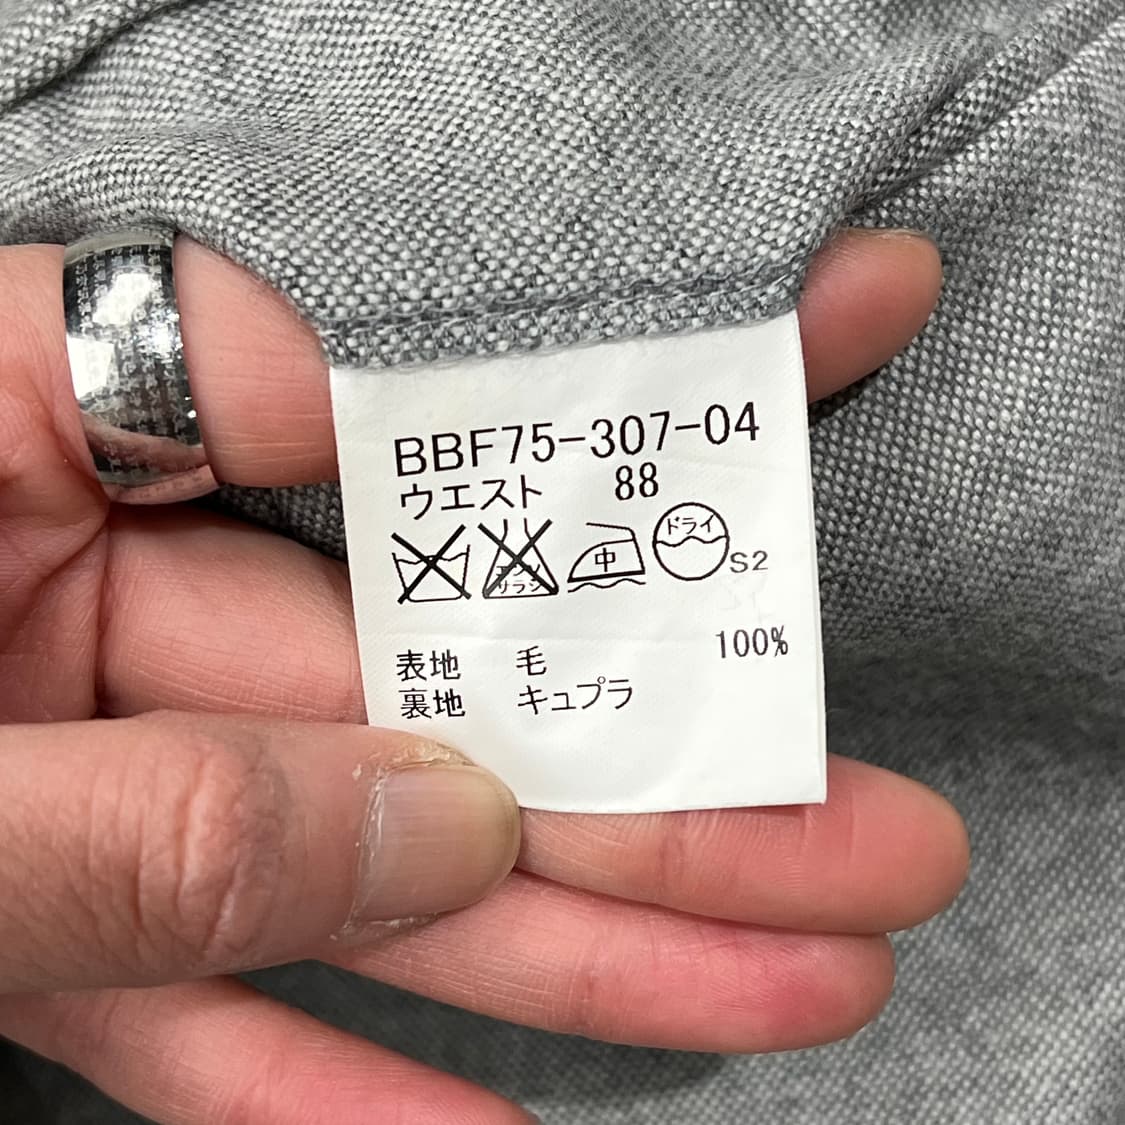 BBF75-307-04
ウエスト 88
エンソ
サラシ 中 ドライ S2
表地 毛 100%
裏地 キュプラ